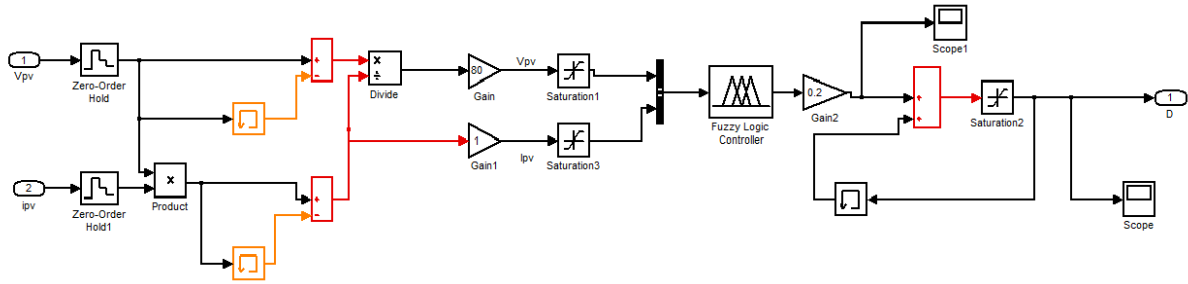 1
Vpv
Zero-Order
Hold
+
-
×
÷
Divide
80
Gain
Vpv
Saturation1
Fuzzy Logic
Controller
0.2
Gain2
Scope1
+
+
Saturation2
1
D
1
Gain1
Ipv
Saturation3
2
ipv
Zero-Order
Hold1
×
Product
+
-
Scope